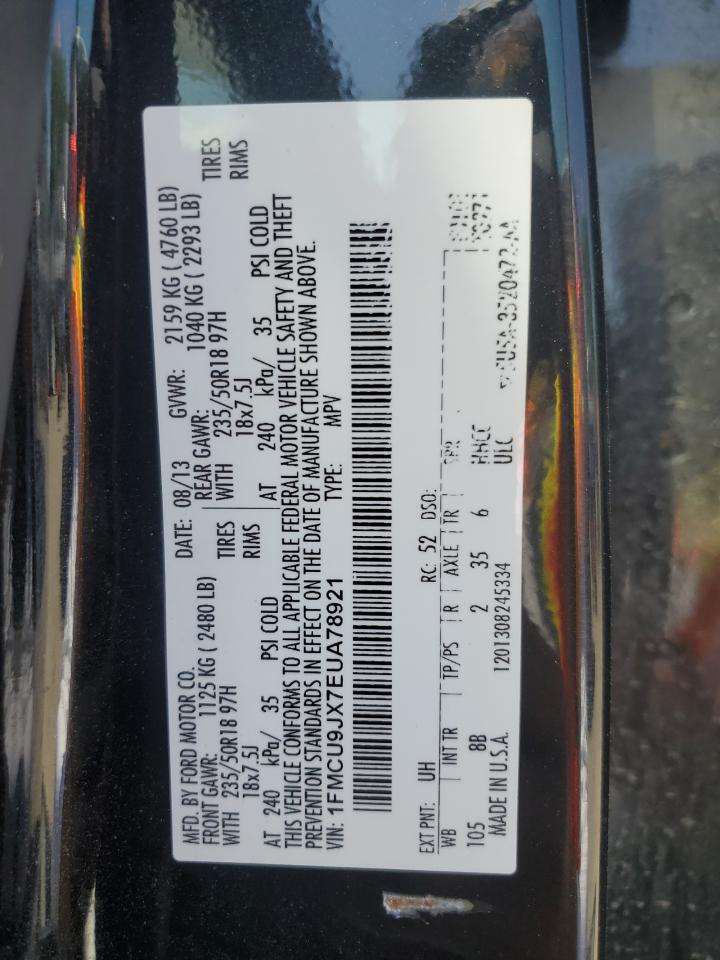 MFD. BY FORD MOTOR CO. DATE: 08/13 GVWR: 2159 KG ( 4760 LB)
FRONT GAWR: 1125 KG ( 2480 LB) REAR GAWR: 1040 KG ( 2293 LB)
WITH 235/50R18 97H TIRES WITH 235/50R18 97H TIRES
18x7.5J RIMS 18x7.5J RIMS
AT 240 kPa/ 35 PSI COLD AT 240 kPa/ 35 PSI COLD
THIS VEHICLE CONFORMS TO ALL APPLICABLE FEDERAL MOTOR VEHICLE SAFETY AND THEFT
PREVENTION STANDARDS IN EFFECT ON THE DATE OF MANUFACTURE SHOWN ABOVE.
VIN: 1FMCU9JX7EUA78921 TYPE: MPV
EXT PNT: UH RC: 52 DSO:
WB INT TR TP/PS R AXLE TR SPR
105 8B 2 35 6 HHCC
MADE IN U.S.A. 1201308245334 ULC